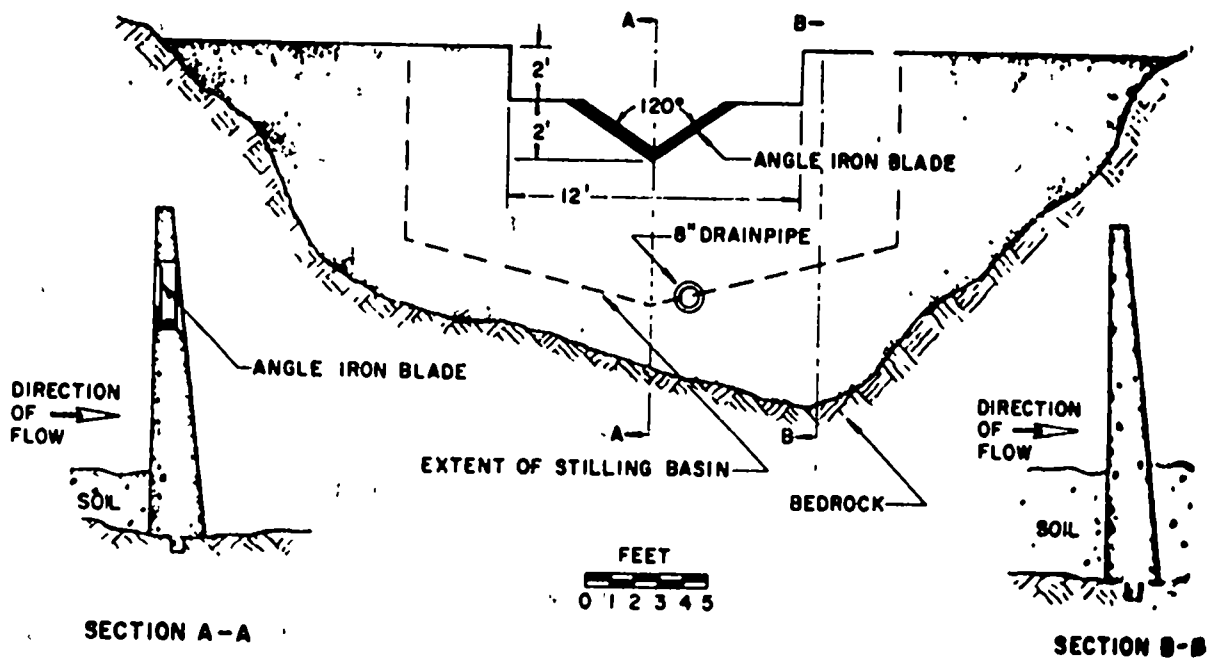 A
B
2'
120°
2'
ANGLE IRON BLADE
12'
8" DRAINPIPE
ANGLE IRON BLADE
DIRECTION
OF
FLOW
DIRECTION
OF
FLOW
A
B
EXTENT OF STILLING BASIN
BEDROCK
SOIL
SOIL
FEET
0 1 2 3 4 5
SECTION A-A
SECTION B-B